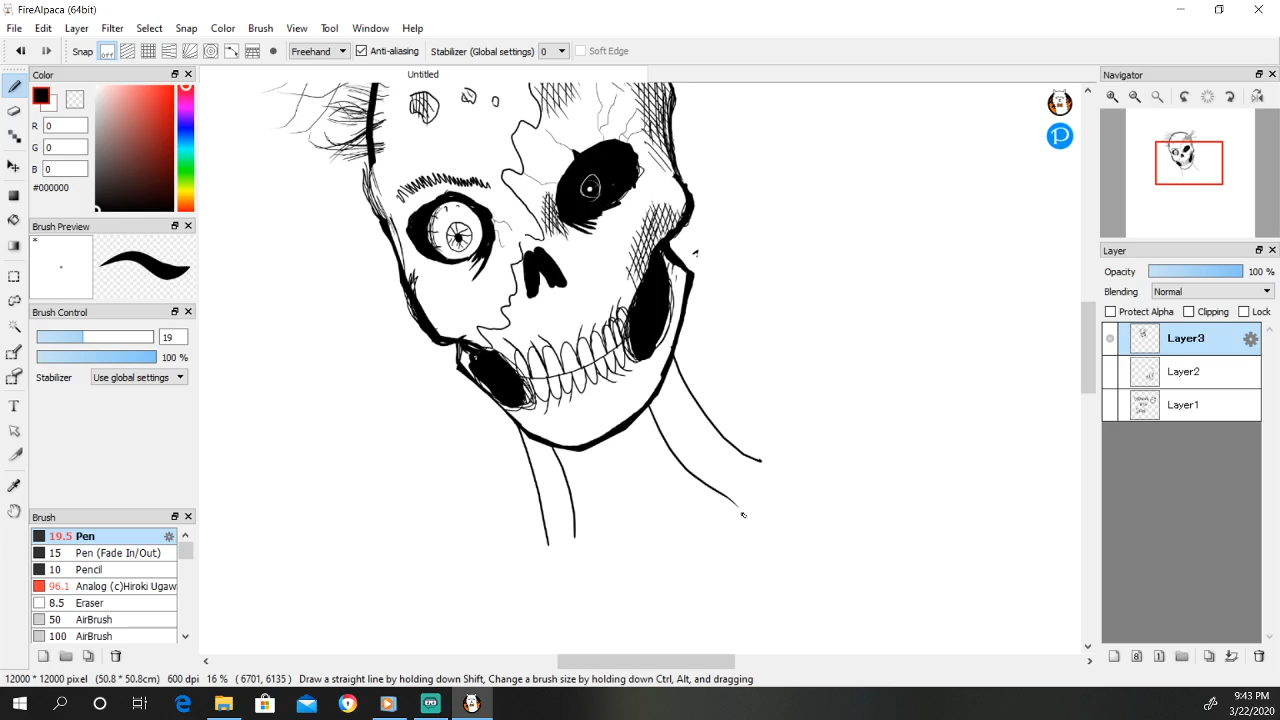 FireAlpaca (64bit)
File Edit Layer Filter Select Snap Color Brush View Tool Window Help
Snap off Freehand Anti-aliasing Stabilizer (Global settings) 0 Soft Edge
Color
R 0
G 0
B 0
#000000
Brush Preview
Brush Control
19
100 %
Stabilizer Use global settings
Brush
19.5 Pen
15 Pen (Fade In/Out)
10 Pencil
96.1 Analog (c)Hiroki Ugaw
8.5 Eraser
50 AirBrush
100 AirBrush
Untitled
P
Navigator
Layer
Opacity 100 %
Blending Normal
Protect Alpha Clipping Lock
Layer3
Layer2
Layer1
12000 * 12000 pixel (50.8 * 50.8cm) 600 dpi 16 % (6701, 6135) Draw a straight line by holding down Shift, Change a brush size by holding down Ctrl, Alt, and dragging
9:43 PM
3/22/2020